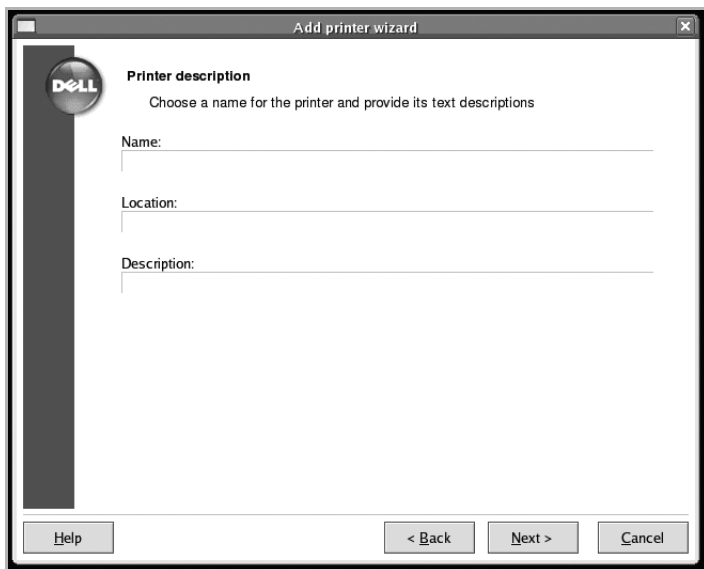 Add printer wizard
DELL
Printer description
Choose a name for the printer and provide its text descriptions
Name:
Location:
Description:
Help
< Back
Next >
Cancel